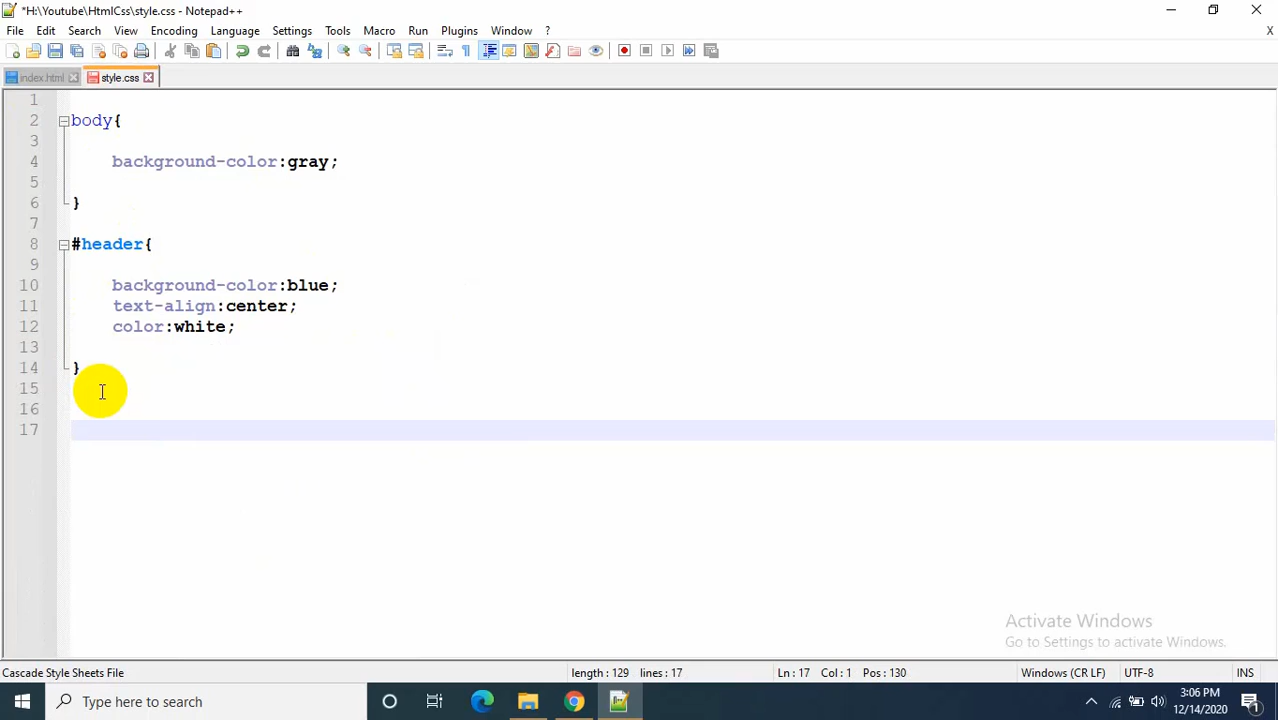 *H:\Youtube\HtmlCss\style.css - Notepad++
File Edit Search View Encoding Language Settings Tools Macro Run Plugins Window ? X
index.html style.css
1
2 body{
3
4 background-color:gray;
5
6 }
7
8 #header{
9
10 background-color:blue;
11 text-align:center;
12 color:white;
13
14 }
15
16
17
Activate Windows
Go to Settings to activate Windows.
Cascade Style Sheets File length : 129 lines : 17 Ln : 17 Col : 1 Pos : 130 Windows (CR LF) UTF-8 INS
Type here to search
3:06 PM
12/14/2020
1